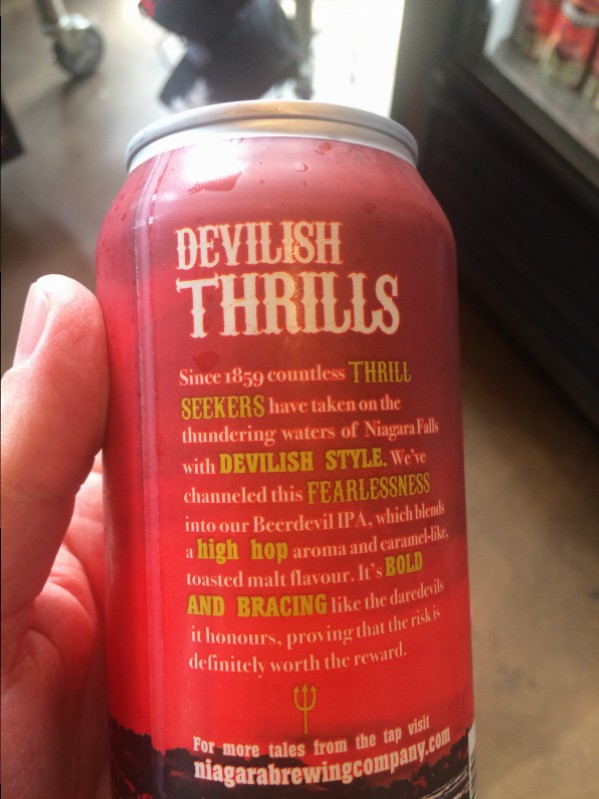 DEVILISH
THRILLS
Since 1859 countless THRILL
SEEKERS have taken on the
thundering waters of Niagara Falls
with DEVILISH STYLE. We've
channeled this FEARLESSNESS
into our Beerdevil IPA, which blends
a high hop aroma and caramel-like,
toasted malt flavour. It's BOLD
AND BRACING like the daredevils
it honours, proving that the risk is
definitely worth the reward.
For more tales from the tap visit
niagarabrewingcompany.com